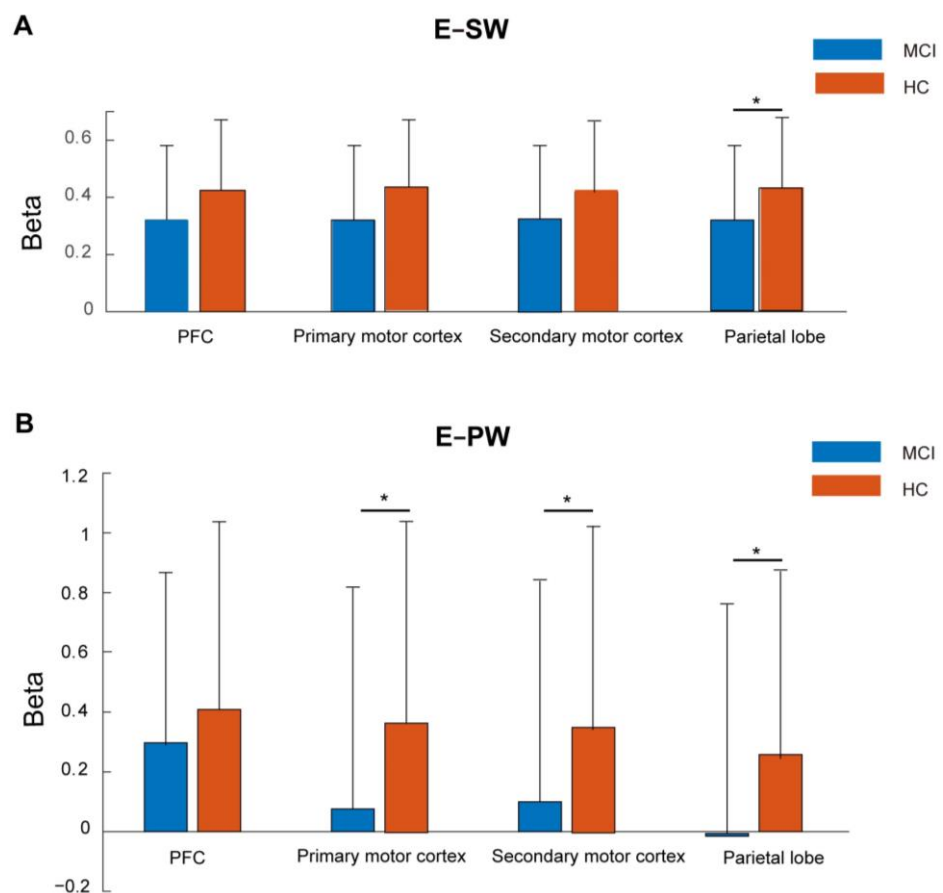 A
E-SW
MCI
HC
*
0.6
0.4
0.2
0
Beta
PFC Primary motor cortex Secondary motor cortex Parietal lobe
B
E-PW
MCI
HC
1.2
1
0.8
0.6
0.4
0.2
0
-0.2
Beta
* * *
PFC Primary motor cortex Secondary motor cortex Parietal lobe